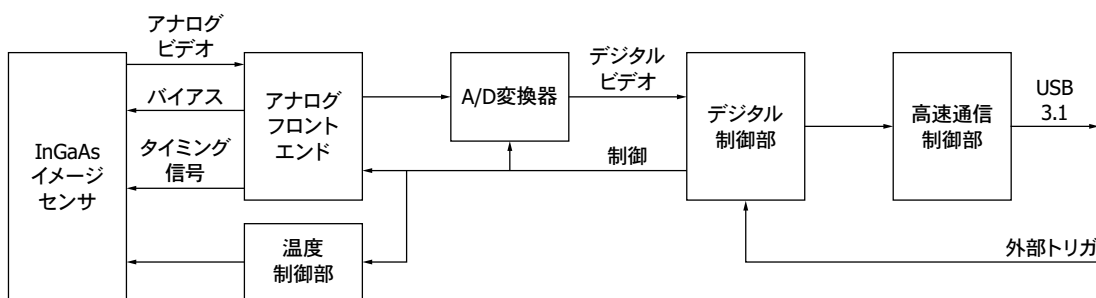 アナログ
ビデオ
バイアス
タイミング
信号
InGaAs
イメージ
センサ
アナログ
フロント
エンド
温度
制御部
A/D変換器
デジタル
ビデオ
制御
デジタル
制御部
高速通信
制御部
USB
3.1
外部トリガ